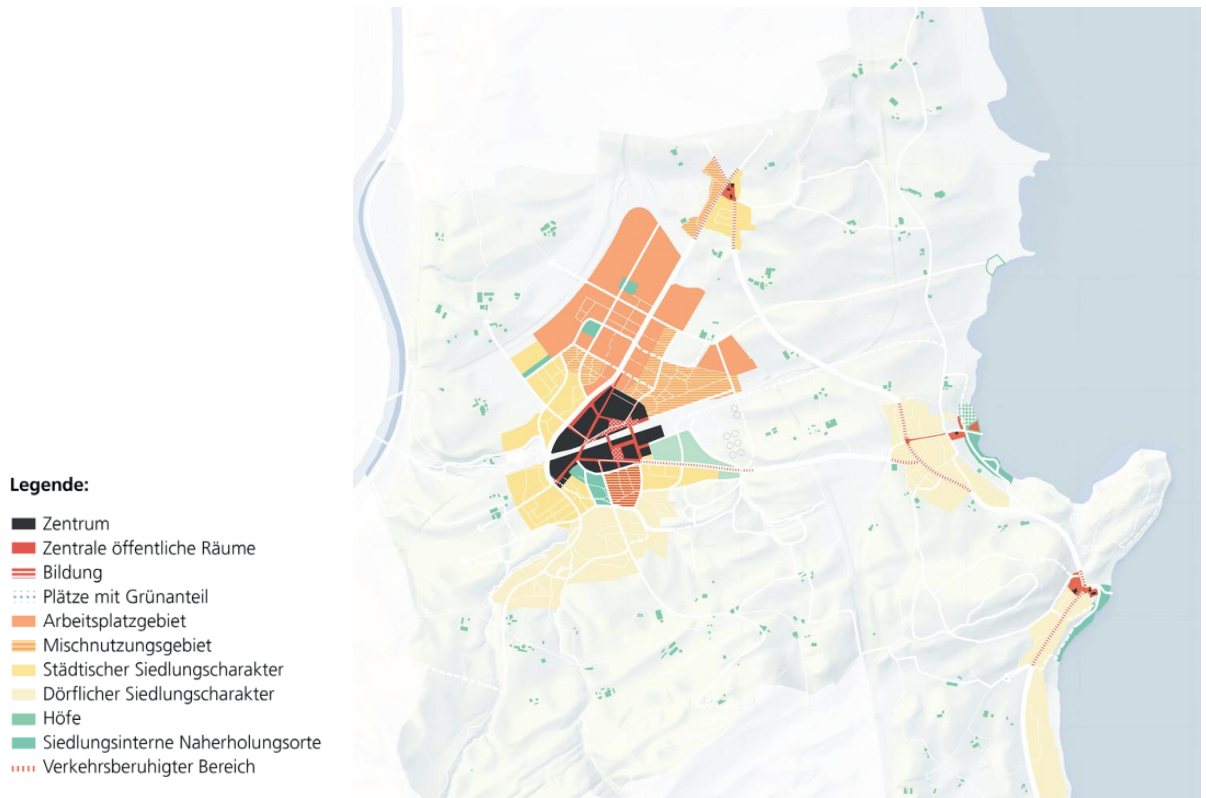 Legende:
Zentrum
Zentrale öffentliche Räume
Bildung
Plätze mit Grünanteil
Arbeitsplatzgebiet
Mischnutzungsgebiet
Städtischer Siedlungscharakter
Dörflicher Siedlungscharakter
Höfe
Siedlungsinterne Naherholungsorte
Verkehrsberuhigter Bereich